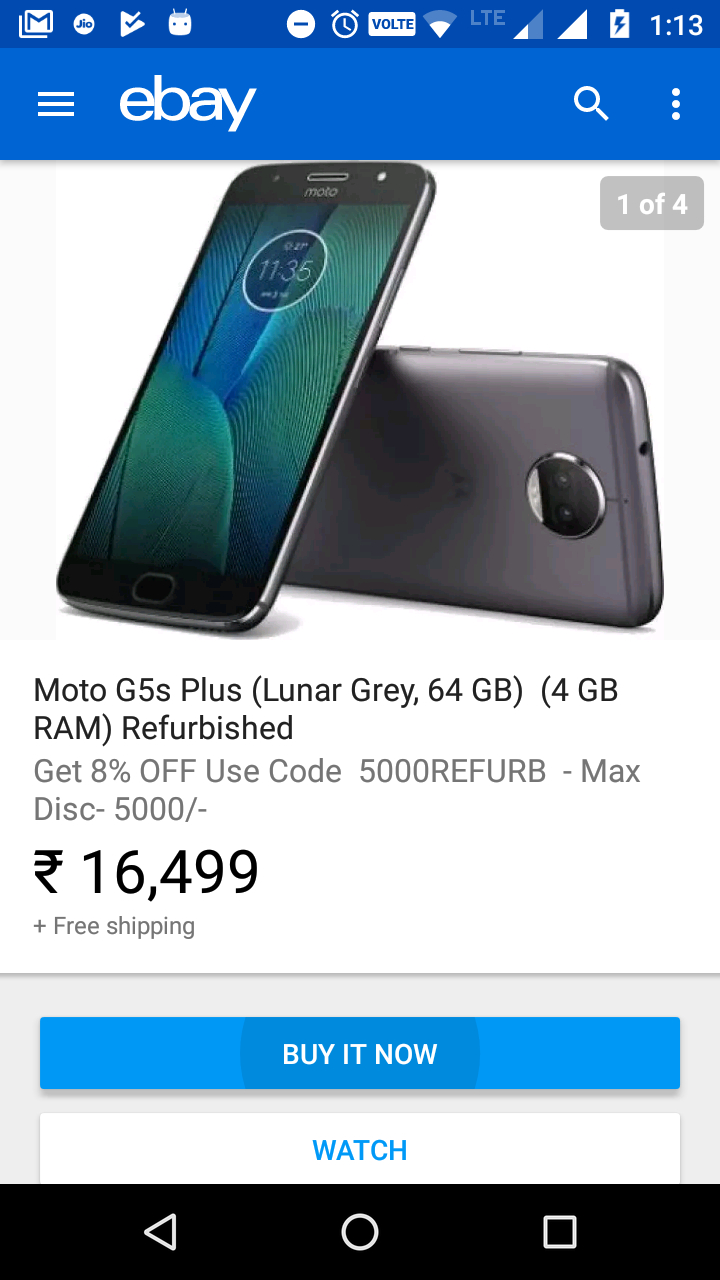 Jio VOLTE LTE 1:13
ebay
1 of 4
moto
11:35
Moto G5s Plus (Lunar Grey, 64 GB)  (4 GB
RAM) Refurbished
Get 8% OFF Use Code  5000REFURB  - Max
Disc- 5000/-
₹ 16,499
+ Free shipping
BUY IT NOW
WATCH